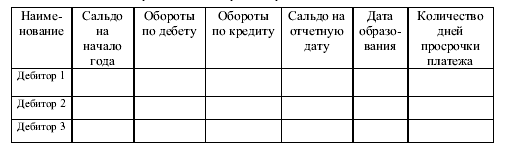 Наиме-
нование
Сальдо
на
начало
года
Обороты
по дебету
Обороты
по кредиту
Сальдо на
отчетную
дату
Дата
образо-
вания
Количество
дней
просрочки
платежа
Дебитор 1
Дебитор 2
Дебитор 3